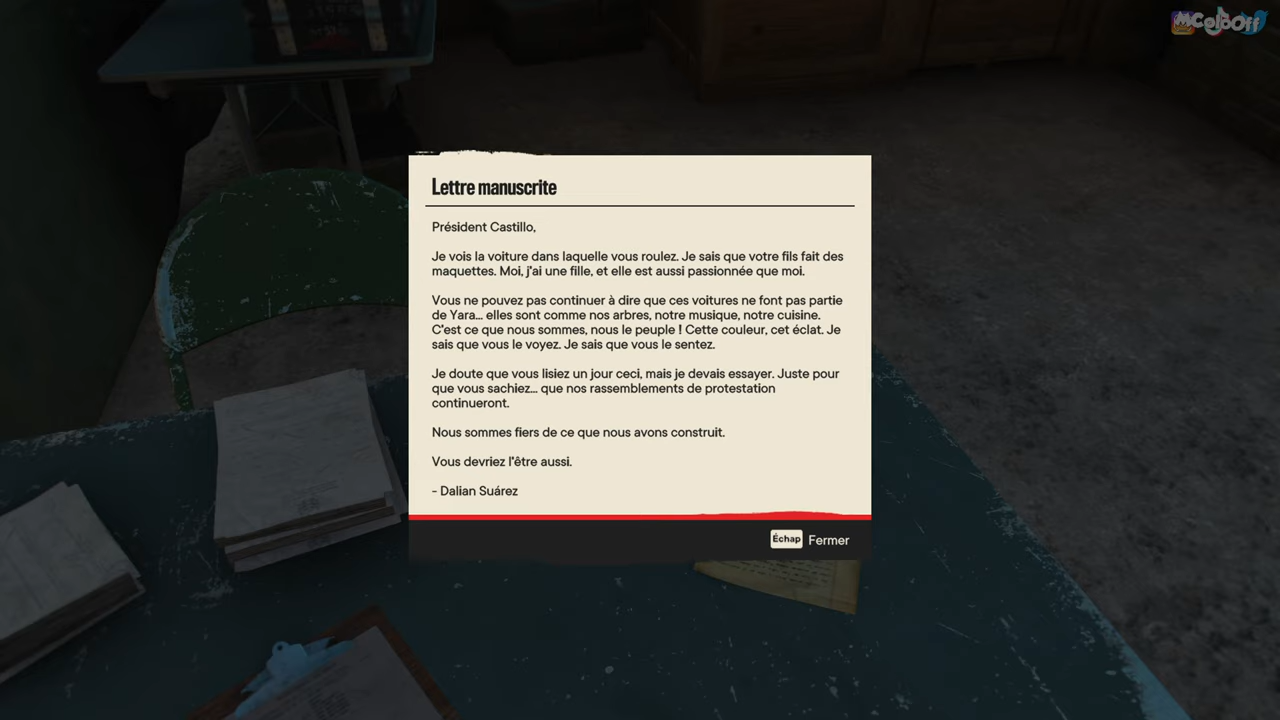 MColdOff
Lettre manuscrite
Président Castillo,
Je vois la voiture dans laquelle vous roulez. Je sais que votre fils fait des
maquettes. Moi, j'ai une fille, et elle est aussi passionnée que moi.
Vous ne pouvez pas continuer à dire que ces voitures ne font pas partie
de Yara... elles sont comme nos arbres, notre musique, notre cuisine.
C'est ce que nous sommes, nous le peuple ! Cette couleur, cet éclat. Je
sais que vous le voyez. Je sais que vous le sentez.
Je doute que vous lisiez un jour ceci, mais je devais essayer. Juste pour
que vous sachiez... que nos rassemblements de protestation
continueront.
Nous sommes fiers de ce que nous avons construit.
Vous devriez l'être aussi.
- Dalian Suárez
Échap Fermer